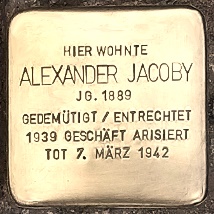 HIER WOHNTE
ALEXANDER JACOBY
JG. 1889
GEDEMÜTIGT / ENTRECHTET
1939 GESCHÄFT ARISIERT
TOT 7. MÄRZ 1942